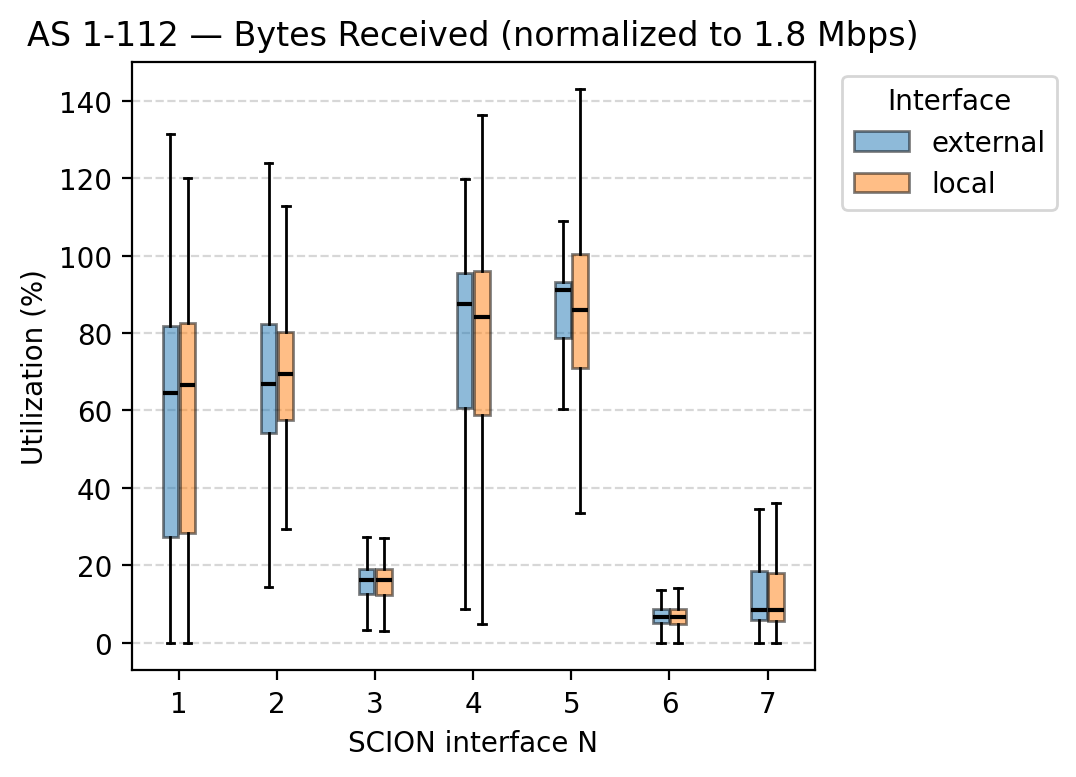 AS 1-112 — Bytes Received (normalized to 1.8 Mbps)
Interface
external
local
Utilization (%)
140
120
100
80
60
40
20
0
1 2 3 4 5 6 7
SCION interface N